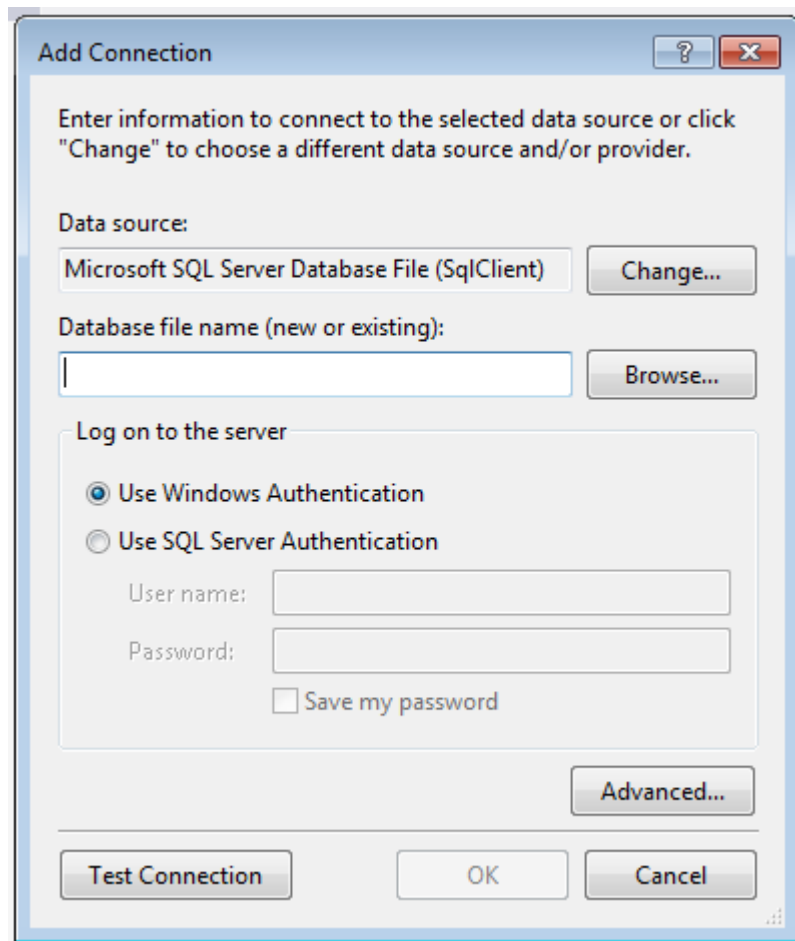 Add Connection
Enter information to connect to the selected data source or click
"Change" to choose a different data source and/or provider.
Data source:
Microsoft SQL Server Database File (SqlClient)
Change...
Database file name (new or existing):
Browse...
Log on to the server
Use Windows Authentication
Use SQL Server Authentication
User name:
Password:
Save my password
Advanced...
Test Connection
OK
Cancel